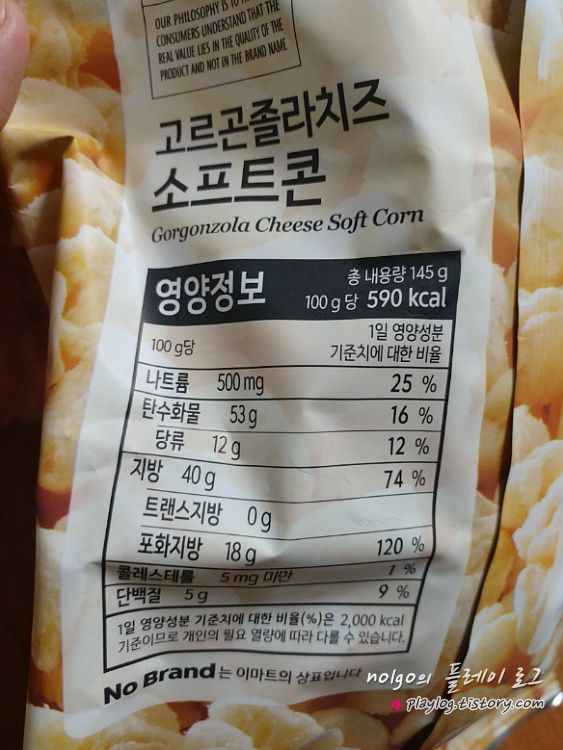 OUR PHILOSOPHY IS TO
CONSUMERS UNDERSTAND THAT THE
REAL VALUE LIES IN THE QUALITY OF THE
PRODUCT AND NOT IN THE BRAND NAME
고르곤졸라치즈
소프트콘
Gorgonzola Cheese Soft Corn
영양정보
총 내용량 145 g
100 g 당 590 kcal
100 g당
1일 영양성분
기준치에 대한 비율
나트륨 500 mg 25 %
탄수화물 53 g 16 %
당류 12 g 12 %
지방 40 g 74 %
트랜스지방 0 g
포화지방 18 g 120 %
콜레스테롤 5 mg 미만 1 %
단백질 5 g 9 %
1일 영양성분 기준치에 대한 비율(%)은 2,000 kcal
기준이므로 개인의 필요 열량에 따라 다를 수 있습니다.
No Brand는 이마트의 상표입니다
nolgo의 플레이 로그
playlog.tistory.com